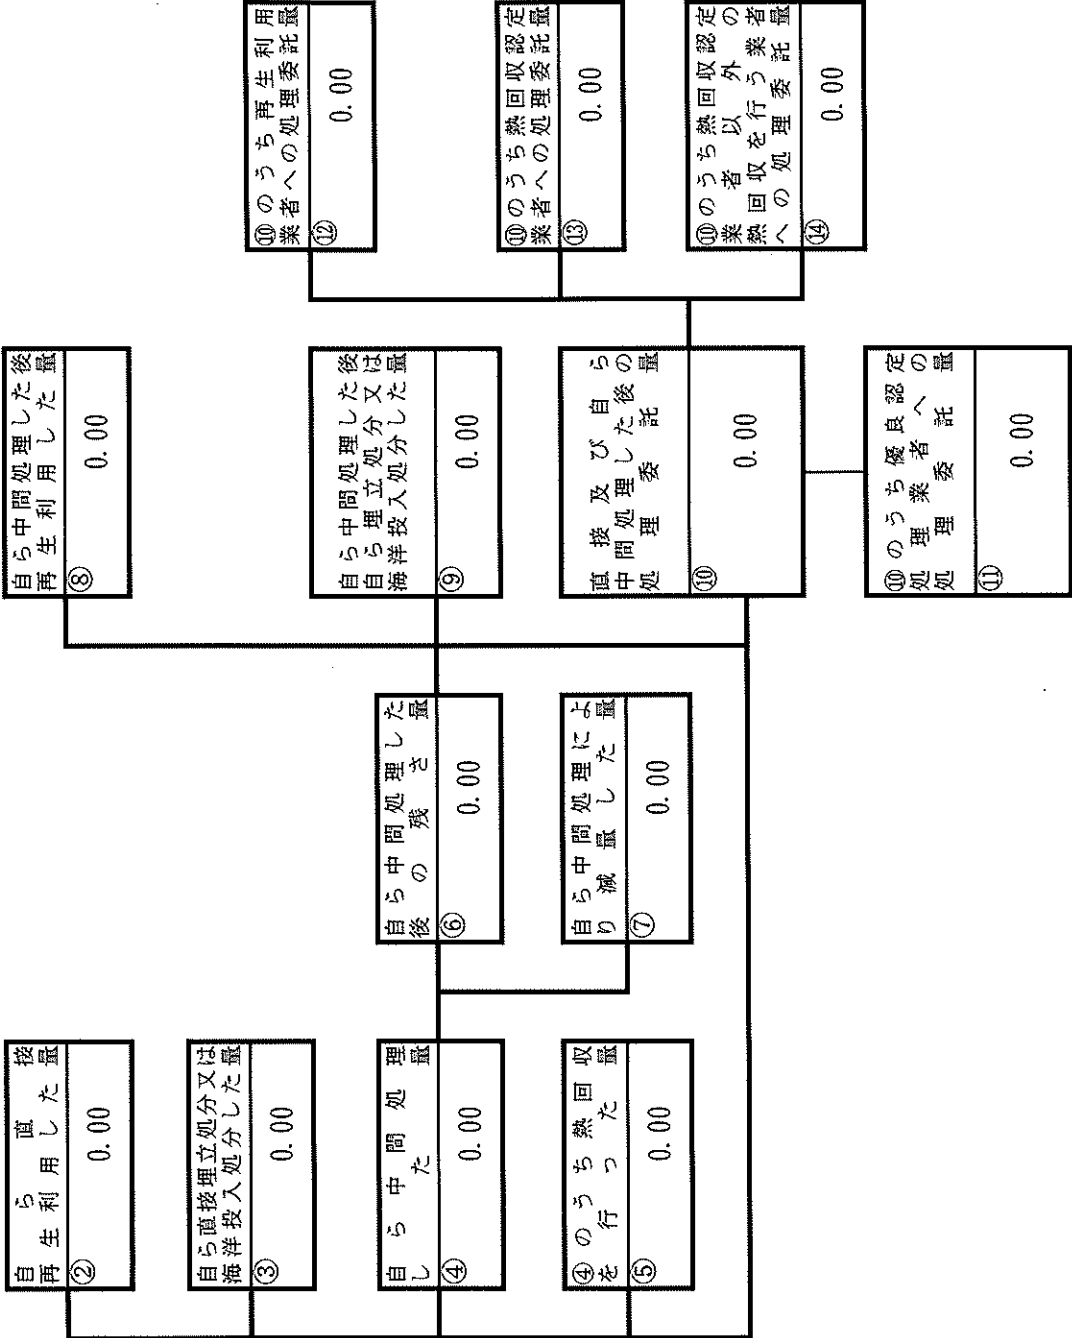 自ら直接
再生利用した量
② 0.00
自ら直接埋立処分又は
海洋投入処分した量
③ 0.00
自ら中間処理
した量
④ 0.00
④のうち熱回収
を行った量
⑤ 0.00
自ら中間処理した
後の残さ量
⑥ 0.00
自ら中間処理によ
り減量した量
⑦ 0.00
自ら中間処理した後
再生利用した量
⑧ 0.00
自ら中間処理した後
自ら埋立処分又は
海洋投入処分した量
⑨ 0.00
直接及び自ら
中間処理した後の
処理委託量
⑩ 0.00
⑩のうち優良認定
処理業者への
処理委託量
⑪ 0.00
⑩のうち再生利用
業者への処理委託量
⑫ 0.00
⑩のうち熱回収認定
業者への処理委託量
⑬ 0.00
⑩のうち熱回収認定
業者以外の
熱回収を行う業者
への処理委託量
⑭ 0.00